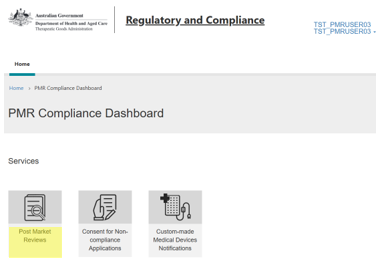 Australian Government
Department of Health and Aged Care
Therapeutic Goods Administration
Regulatory and Compliance
TST_PMRUSER03
TST_PMRUSER03
Home
Home > PMR Compliance Dashboard
PMR Compliance Dashboard
Services
Post Market
Reviews
Consent for Non-
compliance
Applications
Custom-made
Medical Devices
Notifications